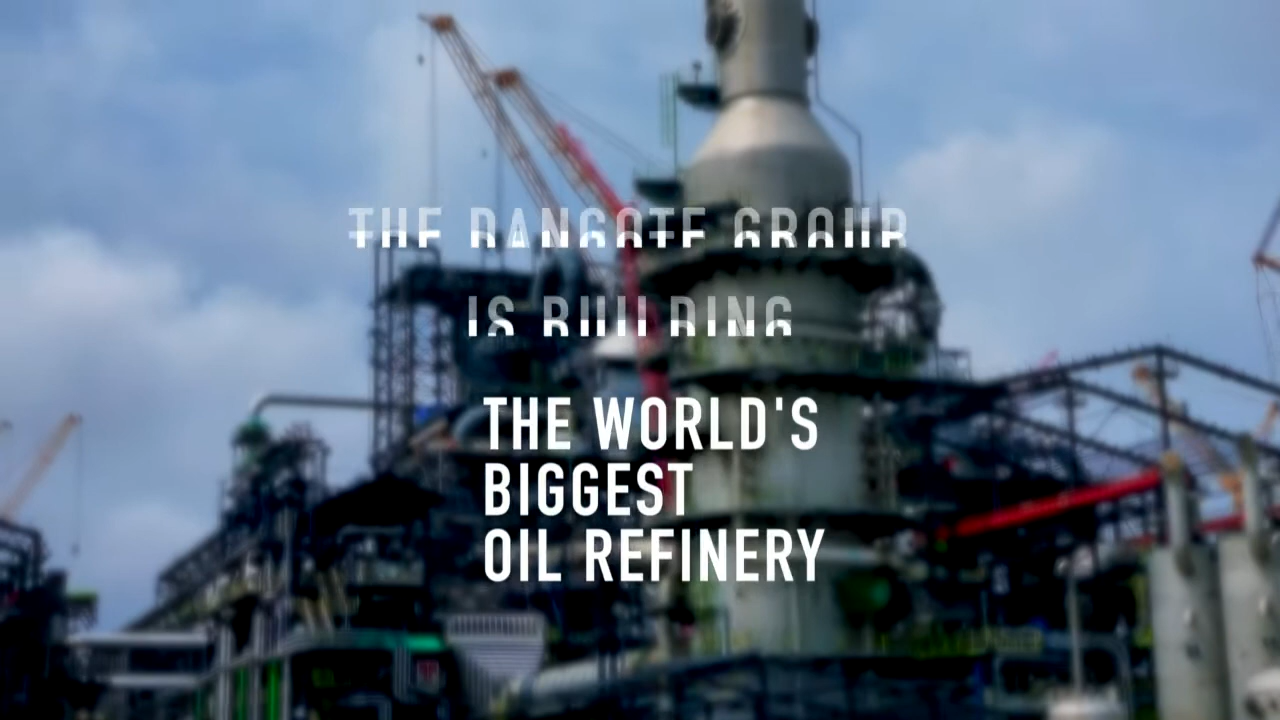 THE DANGOTE GROUP
IS BUILDING
THE WORLD'S
BIGGEST
OIL REFINERY